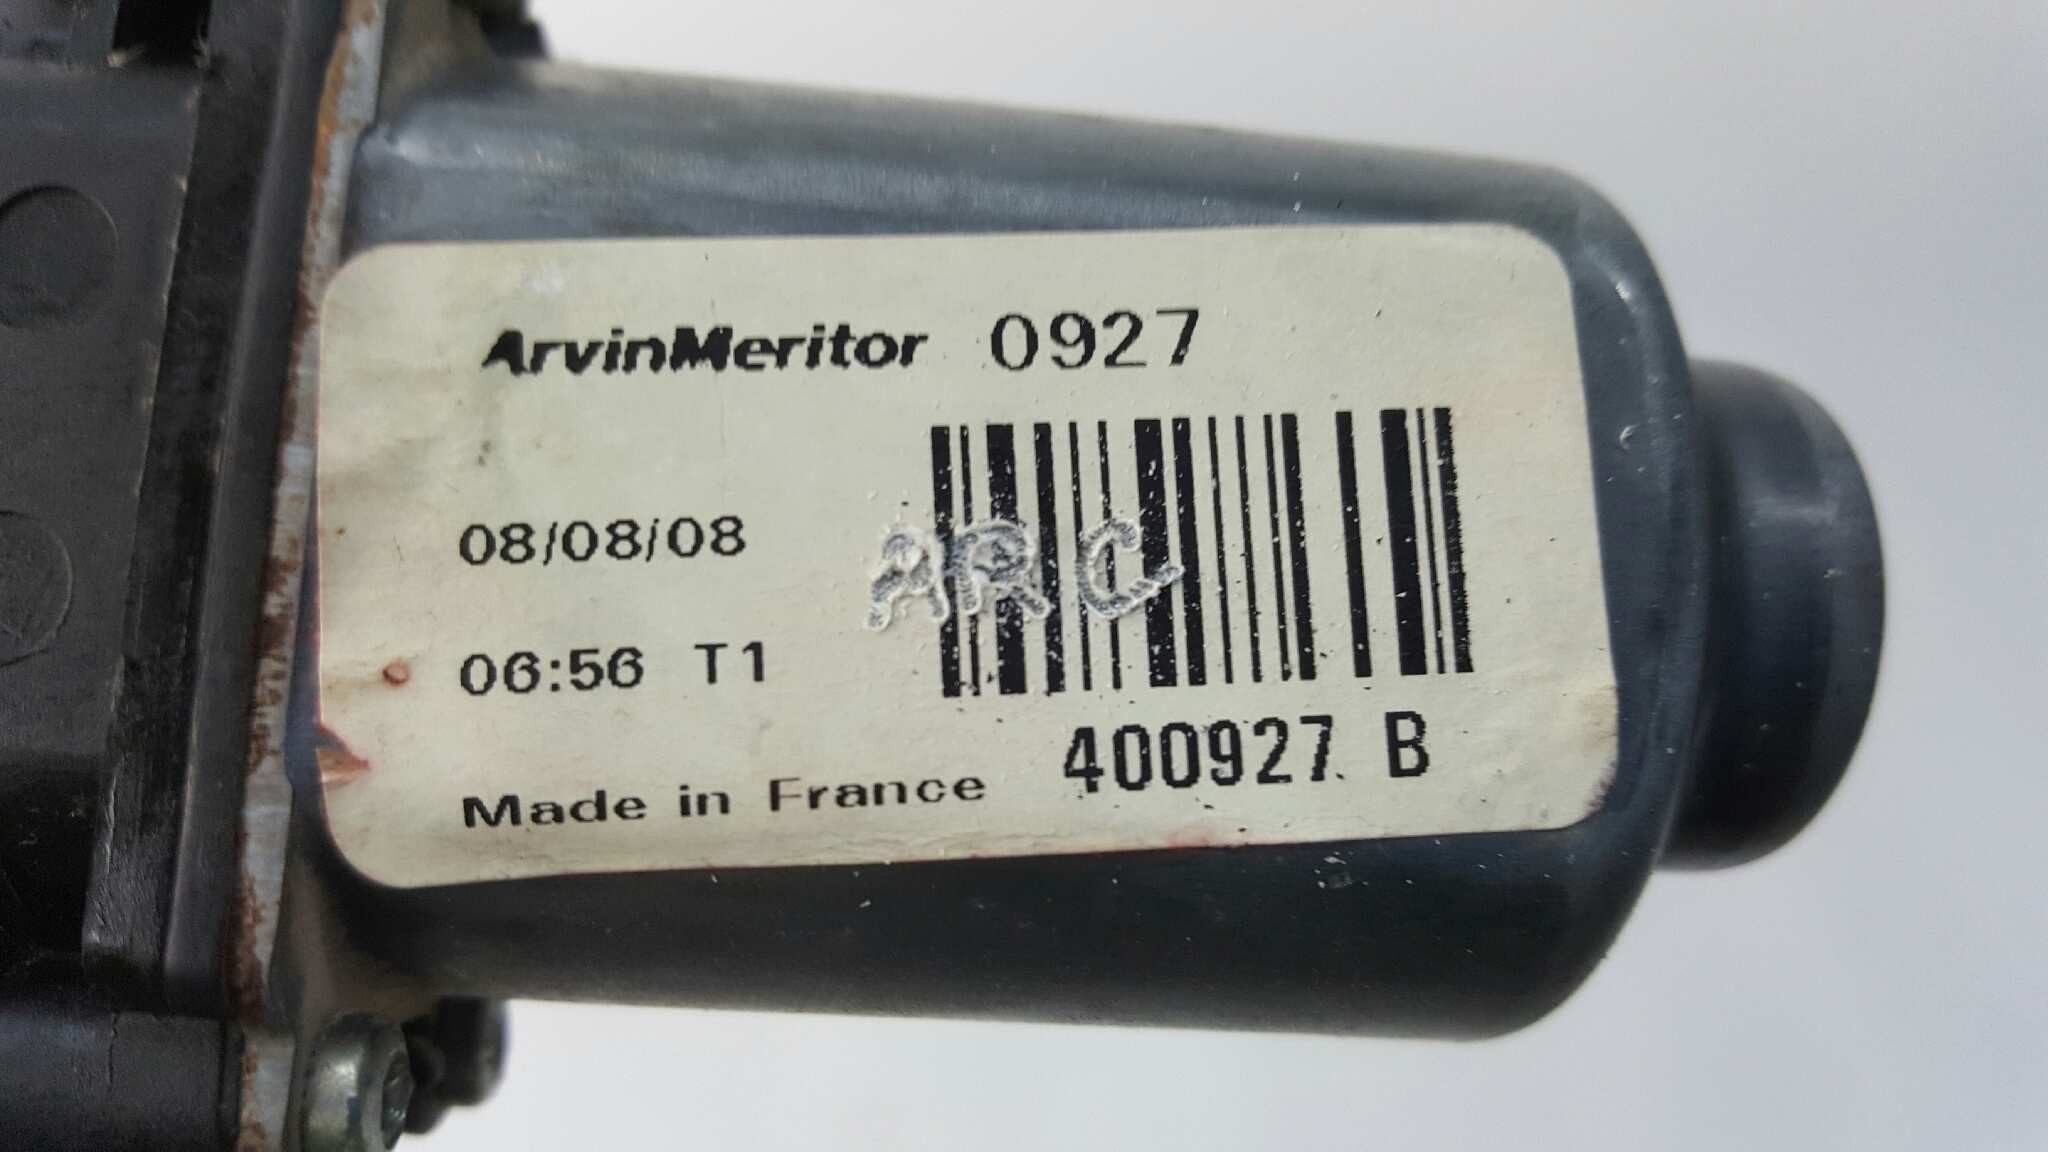 ArvinMeritor 0927
08/08/08
ARC
06:56 T1
400927 B
Made in France